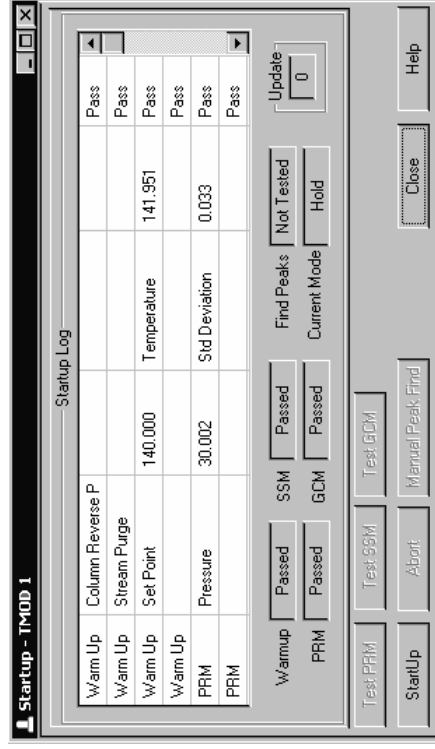 Startup - TMOD 1
Startup Log
Warm Up Column Reverse P Pass
Warm Up Stream Purge Pass
Warm Up Set Point 140.000 Temperature 141.951 Pass
Warm Up Pass
PRM Pressure 30.002 Std Deviation 0.033 Pass
PRM Pass
Warmup Passed SSM Passed Find Peaks Not Tested
PRM Passed GCM Passed Current Mode Hold
Update
0
Test PRM Test SSM Test GCM
StartUp Abort Manual Peak Find Close Help